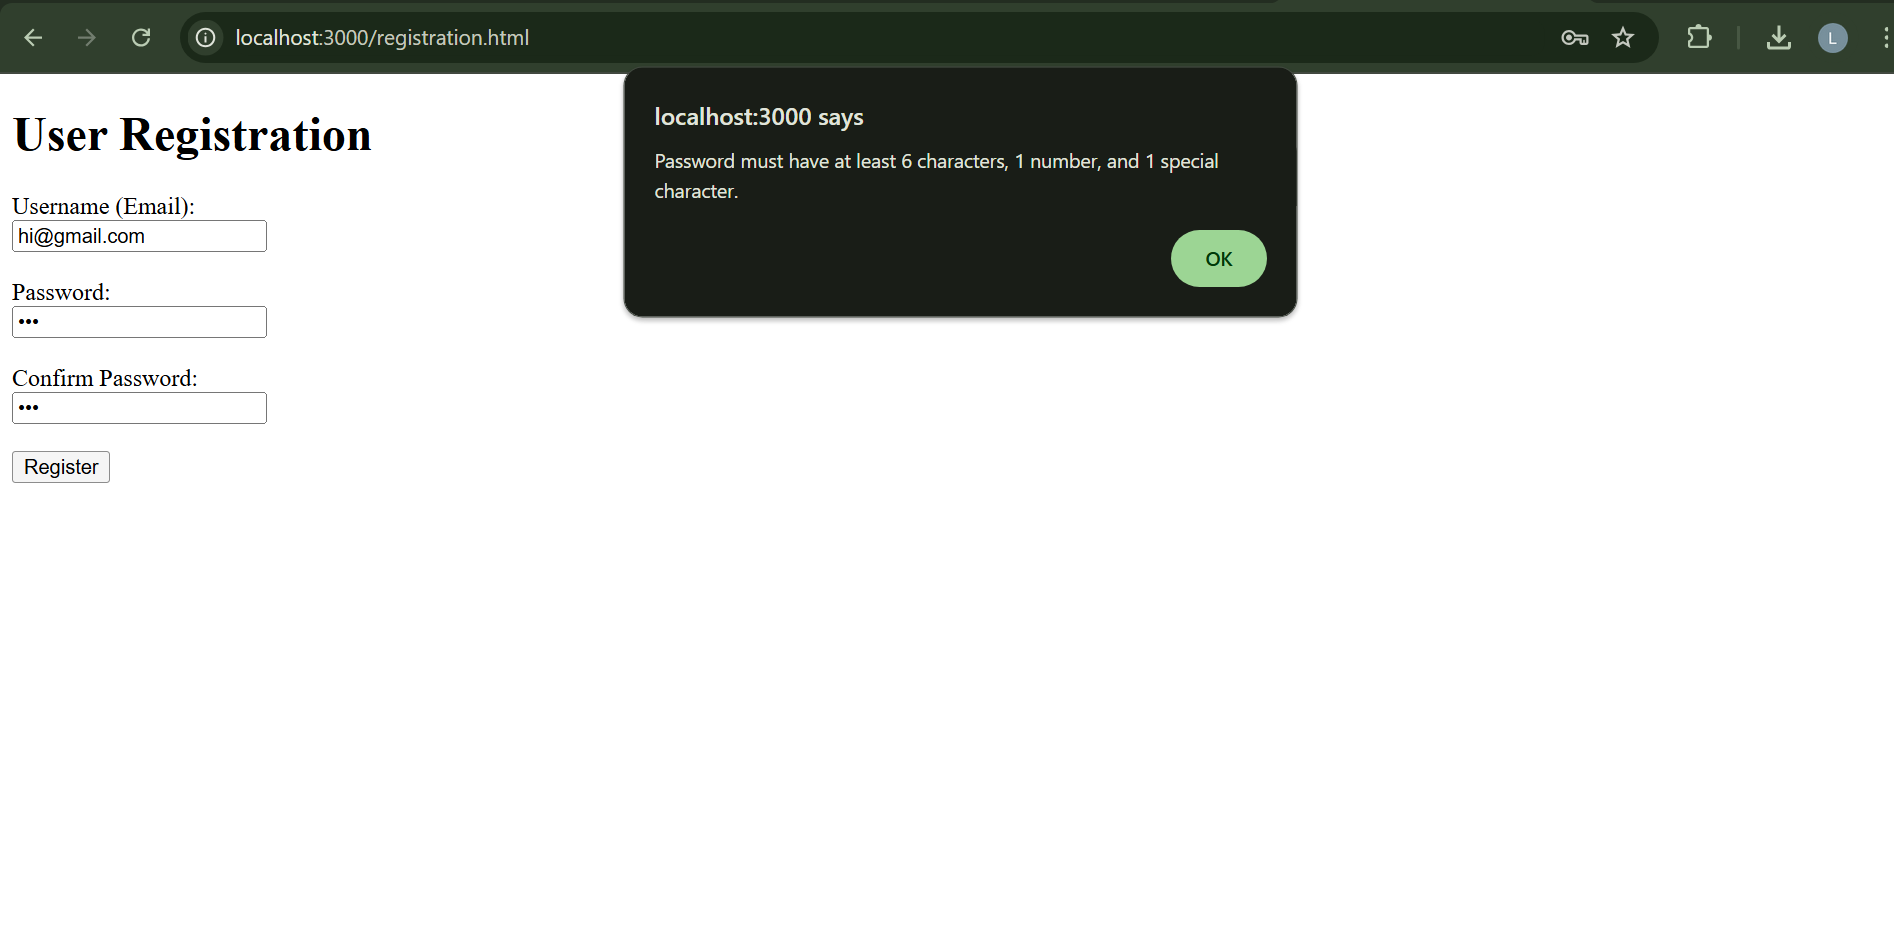 localhost:3000/registration.html
L
localhost:3000 says
Password must have at least 6 characters, 1 number, and 1 special
character.
OK
User Registration
Username (Email):
hi@gmail.com
Password:
•••
Confirm Password:
•••
Register